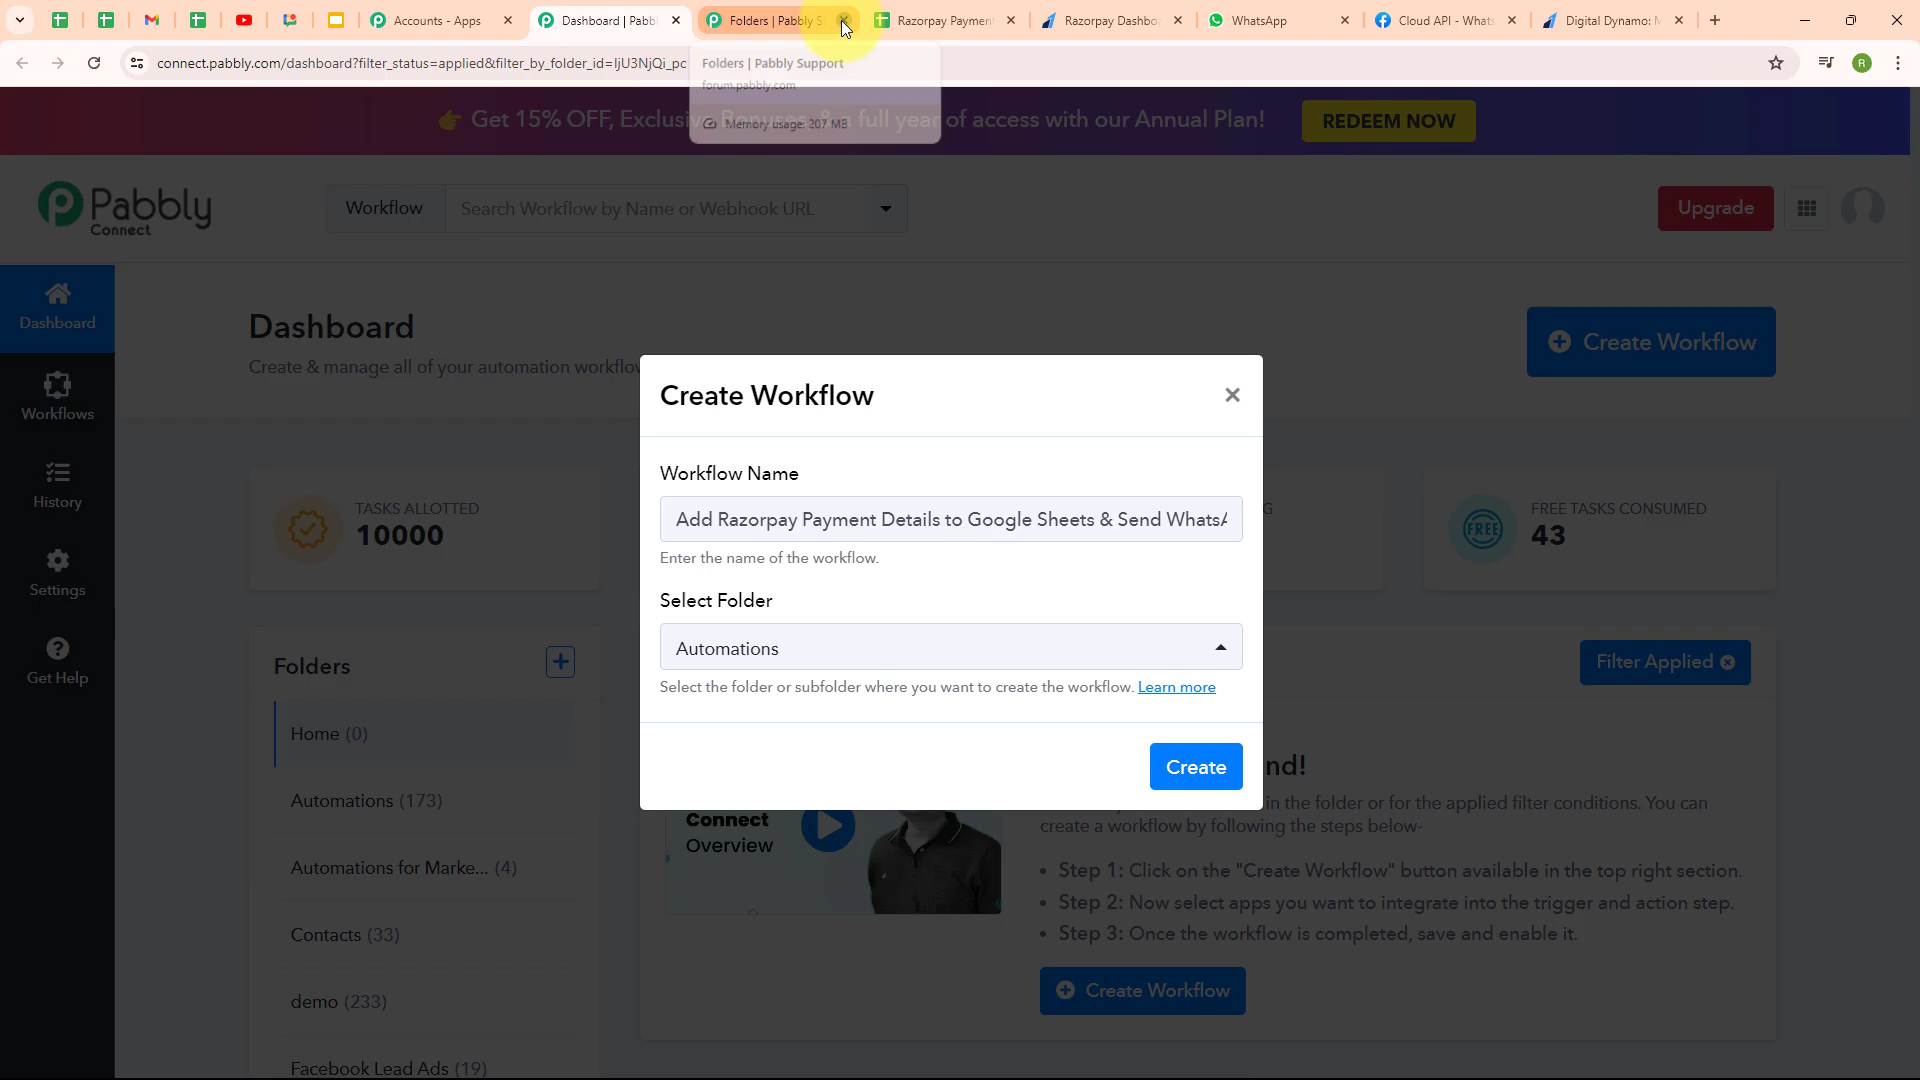 Accounts - Apps
Dashboard | Pabbl
Folders | Pabbly S
Razorpay Payment
Razorpay Dashbo
WhatsApp
Cloud API - Whats
Digital Dynamo: M
connect.pabbly.com/dashboard?filter_status=applied&filter_by_folder_id=IjU3NjQi_pc
R
Folders | Pabbly Support
forum.pabbly.com
Memory usage: 207 MB
Get 15% OFF, Exclusive Bonuses, & a full year of access with our Annual Plan!
REDEEM NOW
Pabbly
Connect
Workflow
Search Workflow by Name or Webhook URL
Upgrade
Dashboard
Workflows
History
Settings
Get Help
Dashboard
Create & manage all of your automation workflow
Create Workflow
TASKS ALLOTTED
10000
G
FREE
FREE TASKS CONSUMED
43
Create Workflow
Workflow Name
Add Razorpay Payment Details to Google Sheets & Send WhatsA
Enter the name of the workflow.
Select Folder
Automations
Select the folder or subfolder where you want to create the workflow. Learn more
Create
Folders
Home (0)
Automations (173)
Automations for Marke... (4)
Contacts (33)
demo (233)
Facebook Lead Ads (19)
Filter Applied
nd!
in the folder or for the applied filter conditions. You can
create a workflow by following the steps below-
Step 1: Click on the "Create Workflow" button available in the top right section.
Step 2: Now select apps you want to integrate into the trigger and action step.
Step 3: Once the workflow is completed, save and enable it.
Create Workflow
Connect
Overview